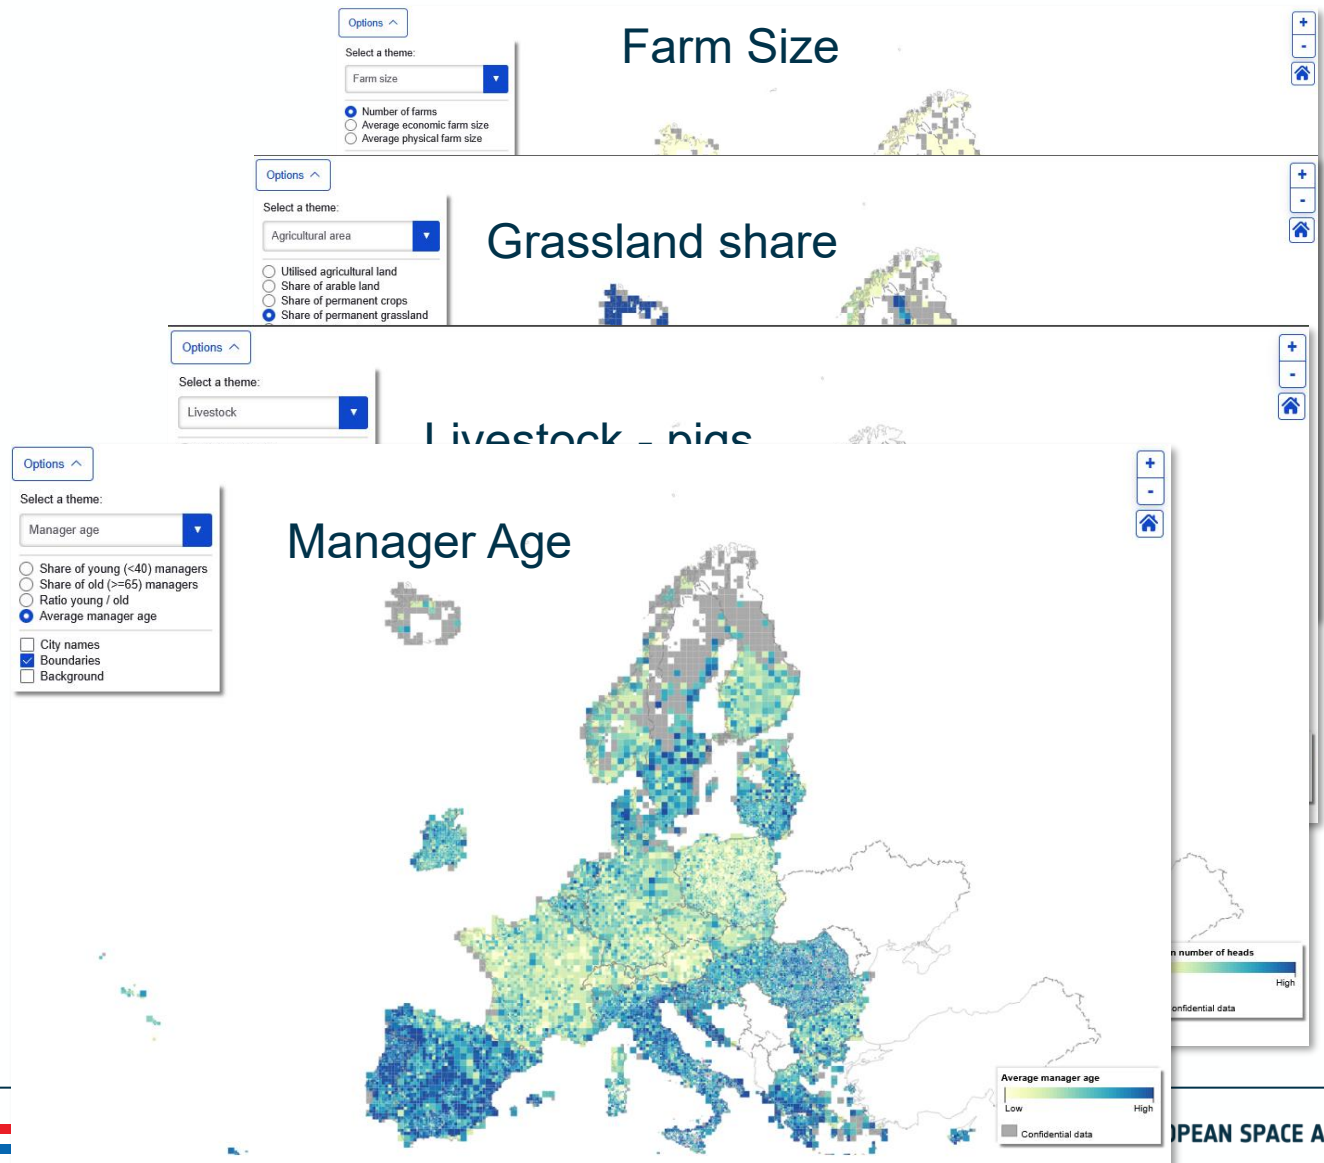 Options
Farm Size
+
-
Select a theme:
Farm size
Number of farms
Average economic farm size
Average physical farm size
Options
+
-
Select a theme:
Agricultural area
Grassland share
Utilised agricultural land
Share of arable land
Share of permanent crops
Share of permanent grassland
Options
+
-
Select a theme:
Livestock
Livestock - pigs
Options
+
-
Select a theme:
Manager age
Manager Age
Share of young (<40) managers
Share of old (>=65) managers
Ratio young / old
Average manager age
City names
Boundaries
Background
number of heads
High
onfidential data
Average manager age
Low High
Confidential data
OPEAN SPACE A